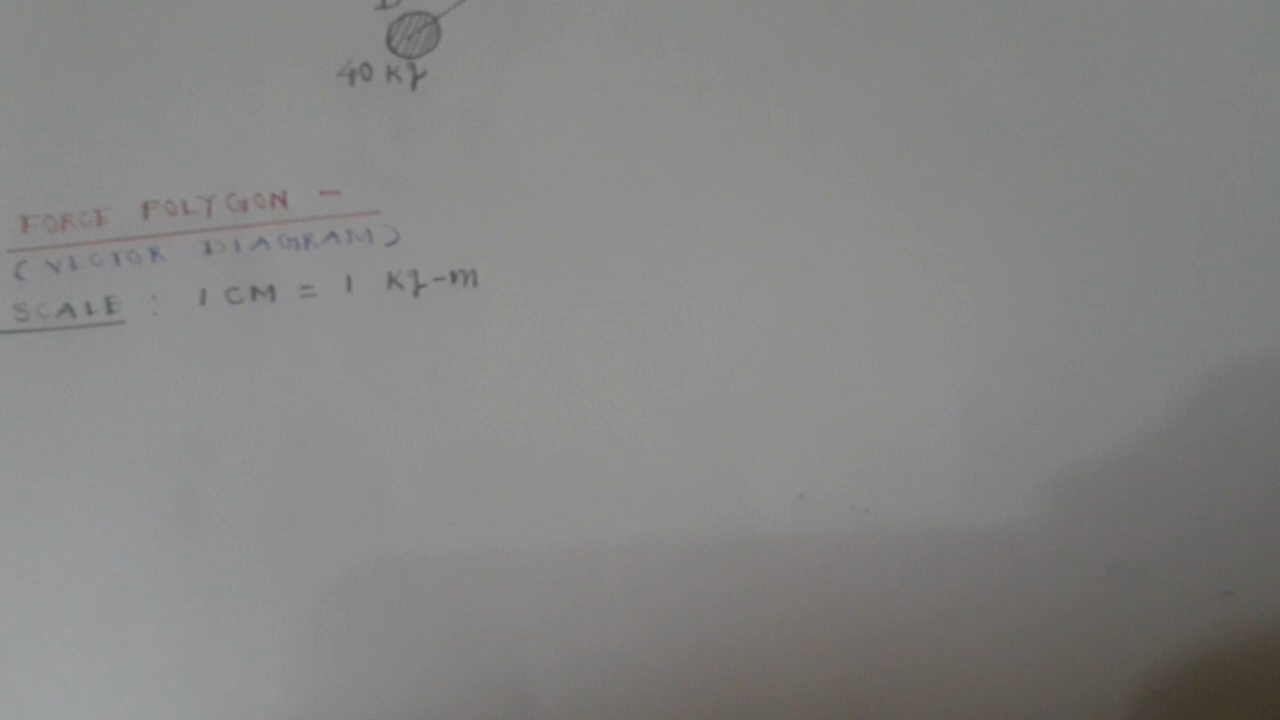 40 Kg
FORCE POLYGON -
(VECTOR DIAGRAM)
SCALE : 1 CM = 1 Kg-m